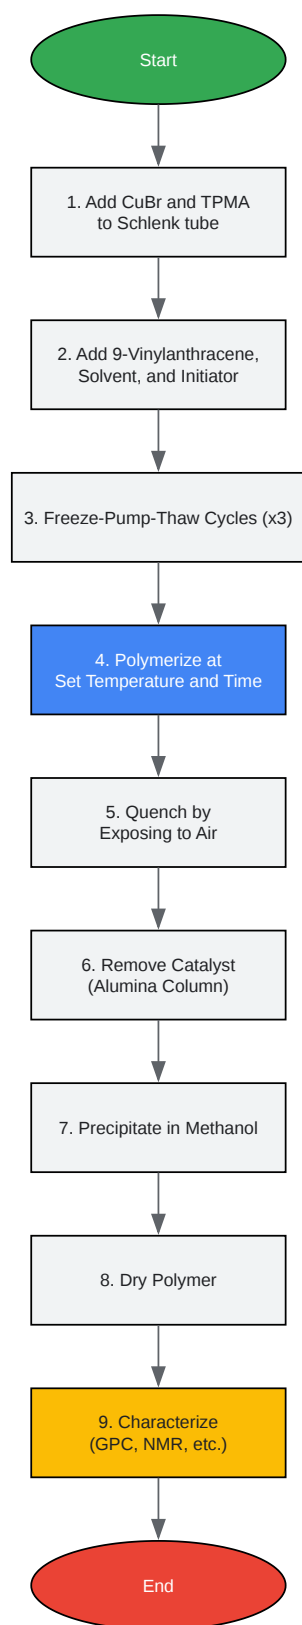 Start
1. Add CuBr and TPMA
to Schlenk tube
2. Add 9-Vinylanthracene,
Solvent, and Initiator
3. Freeze-Pump-Thaw Cycles (x3)
4. Polymerize at
Set Temperature and Time
5. Quench by
Exposing to Air
6. Remove Catalyst
(Alumina Column)
7. Precipitate in Methanol
8. Dry Polymer
9. Characterize
(GPC, NMR, etc.)
End